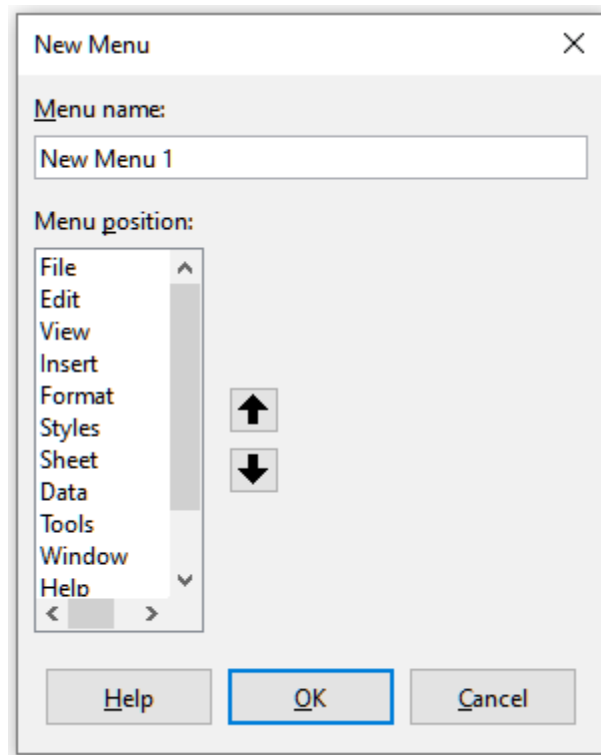 New Menu
Menu name:
New Menu 1
Menu position:
File
Edit
View
Insert
Format
Styles
Sheet
Data
Tools
Window
Help
Help OK Cancel